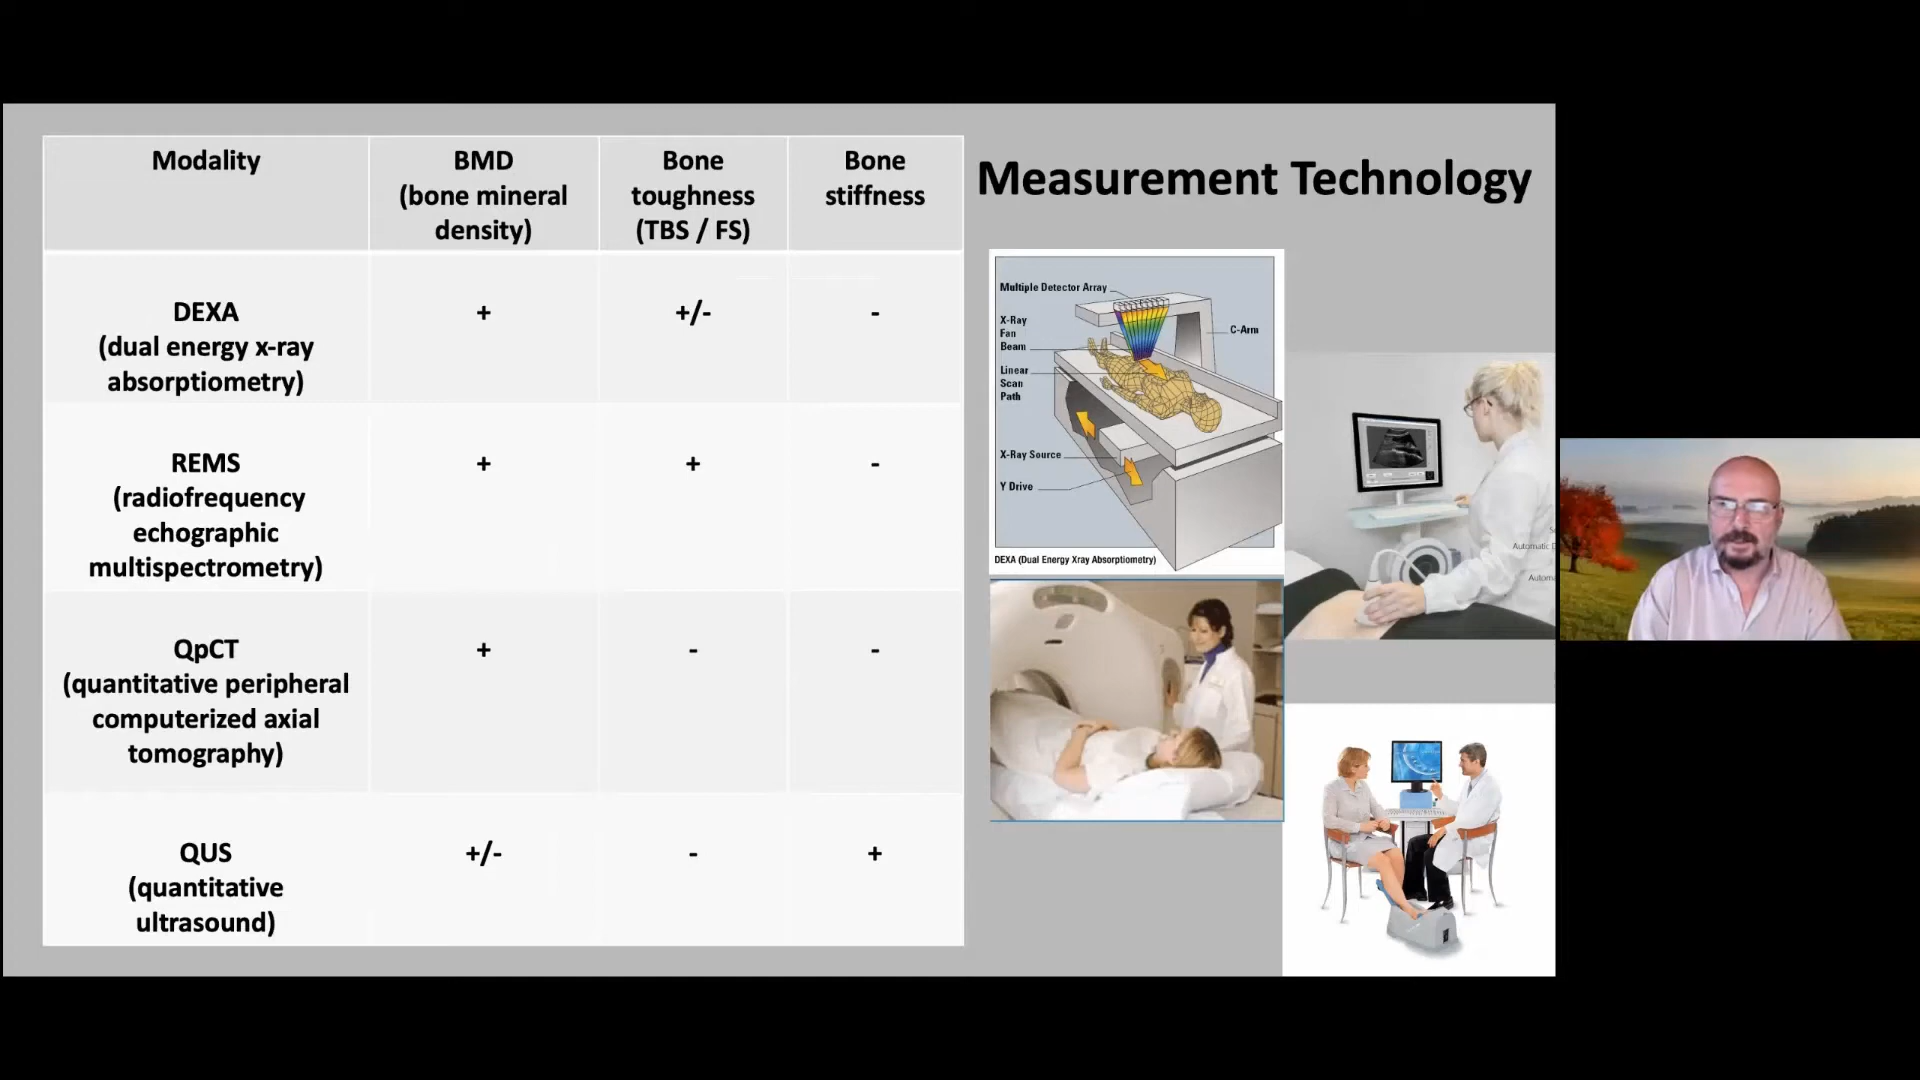 Measurement Technology
Modality
BMD
(bone mineral
density)
Bone
toughness
(TBS / FS)
Bone
stiffness
DEXA
(dual energy x-ray
absorptiometry)
+
+/-
-
REMS
(radiofrequency
echographic
multispectrometry)
+
+
-
QpCT
(quantitative peripheral
computerized axial
tomography)
+
-
-
QUS
(quantitative
ultrasound)
+/-
-
+
Multiple Detector Array
X-Ray
Fan
Beam
C-Arm
Linear
Scan
Path
X-Ray Source
Y Drive
DEXA (Dual Energy Xray Absorptiometry)
Automatic